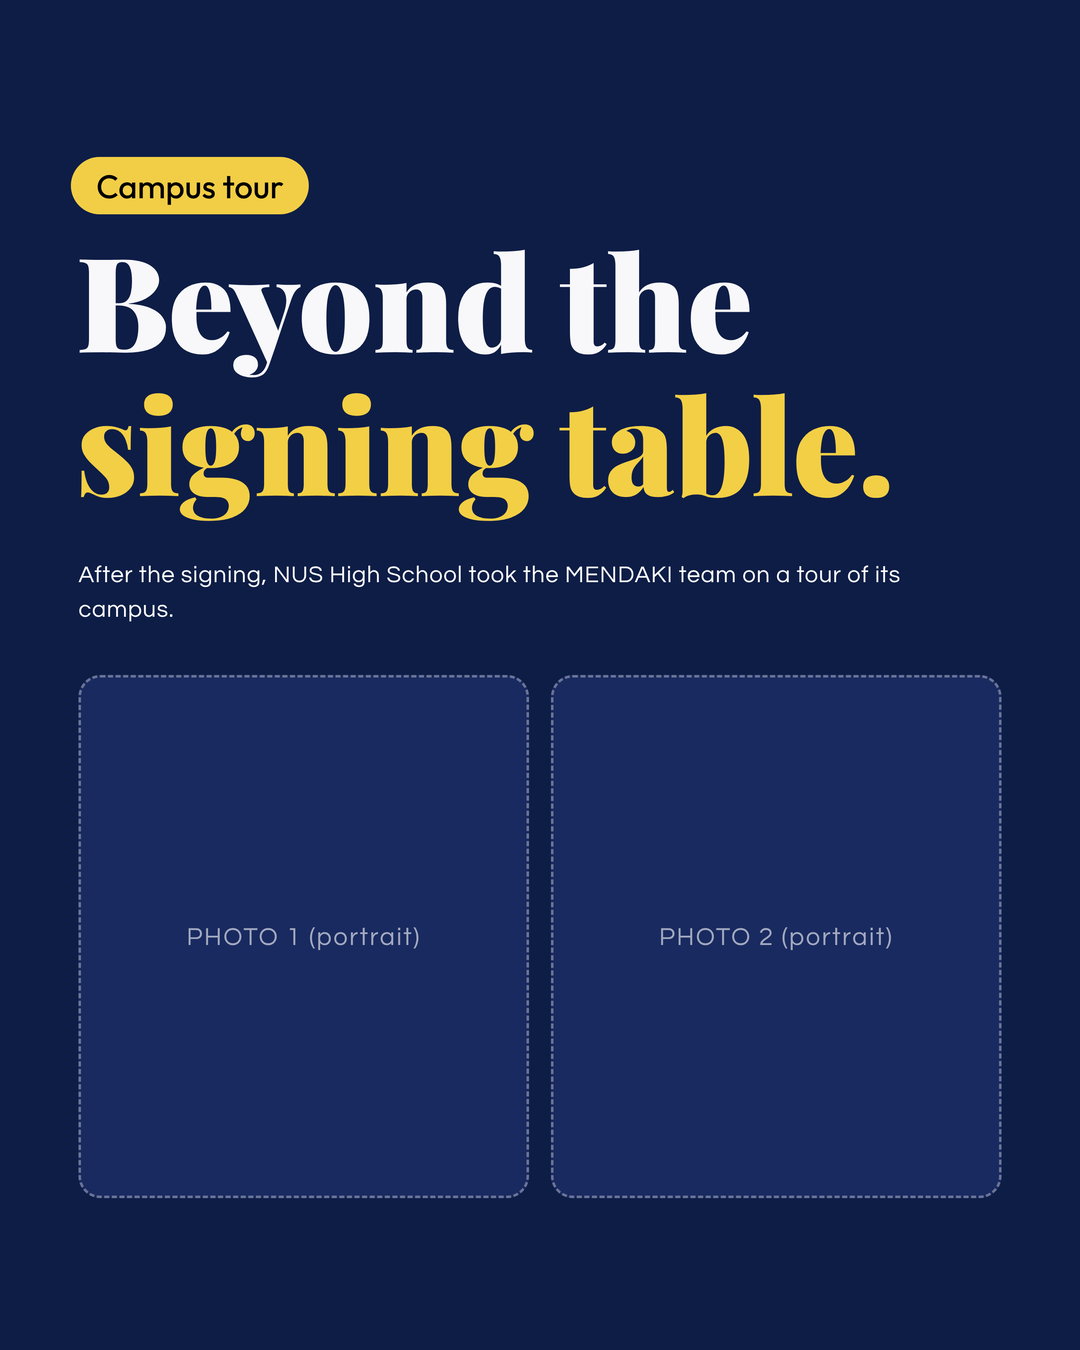 Campus tour
Beyond the
signing table.
After the signing, NUS High School took the MENDAKI team on a tour of its
campus.
PHOTO 1 (portrait)
PHOTO 2 (portrait)